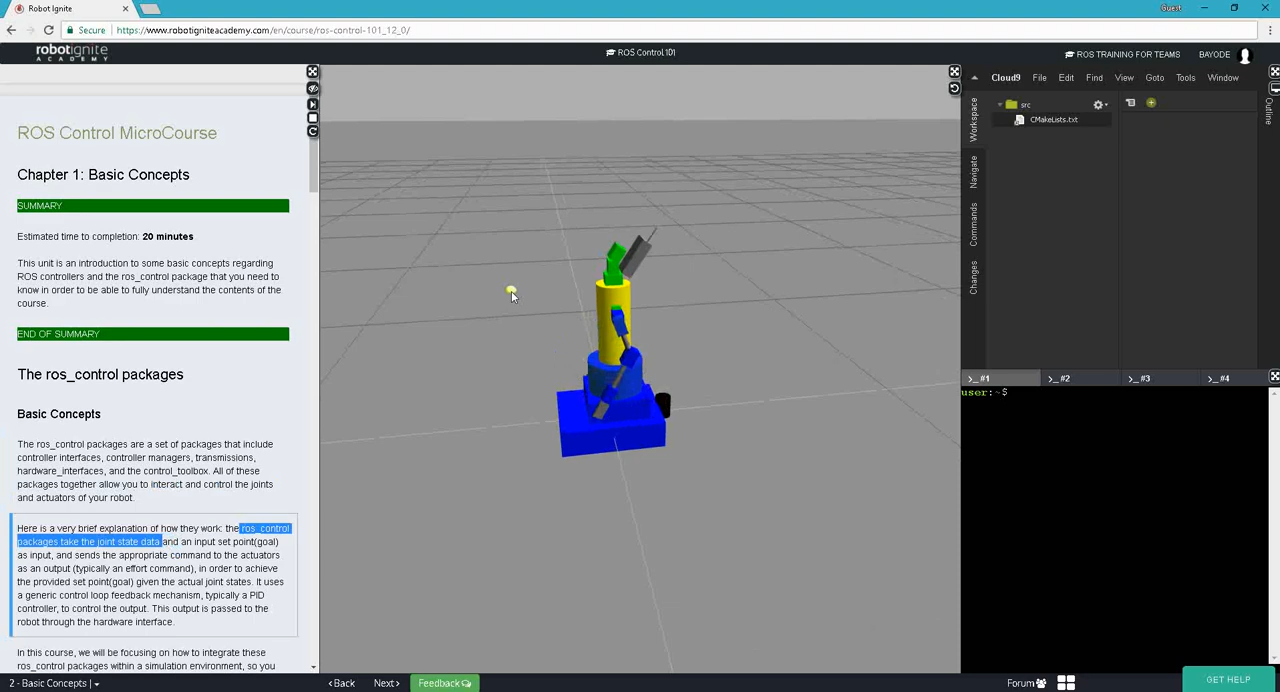 Robot Ignite
Guest
Secure
https://www.robotigniteacademy.com/en/course/ros-control-101_12_0/
robotignite
ACADEMY
ROS Control 101
ROS TRAINING FOR TEAMS
BAYODE
ROS Control MicroCourse
Chapter 1: Basic Concepts
SUMMARY
Estimated time to completion: 20 minutes
This unit is an introduction to some basic concepts regarding
ROS controllers and the ros_control package that you need to
know in order to be able to fully understand the contents of the
course.
END OF SUMMARY
The ros_control packages
Basic Concepts
The ros_control packages are a set of packages that include
controller interfaces, controller managers, transmissions,
hardware_interfaces, and the control_toolbox. All of these
packages together allow you to interact and control the joints
and actuators of your robot.
Here is a very brief explanation of how they work: the ros_control
packages take the joint state data and an input set point(goal)
as input, and sends the appropriate command to the actuators
as an output (typically an effort command), in order to achieve
the provided set point(goal) given the actual joint states. It uses
a generic control loop feedback mechanism, typically a PID
controller, to control the output. This output is passed to the
robot through the hardware interface.
In this course, we will be focusing on how to integrate these
ros_control packages within a simulation environment, so you
2 - Basic Concepts |
<Back
Next>
Feedback
Cloud9 File Edit Find View Goto Tools Window
Workspace
Navigate
Commands
Changes
src
CMakeLists.txt
Outline
>_ #1
>_ #2
>_ #3
>_ #4
user:~$
Forum
GET HELP